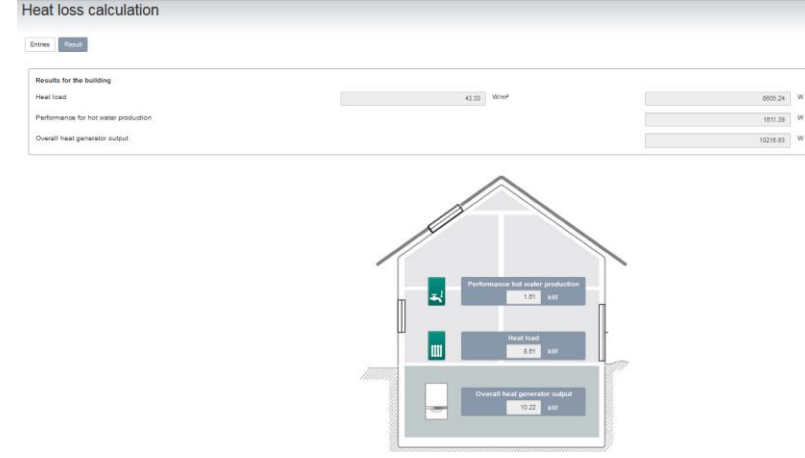 Heat loss calculation
Entries Result
Results for the building
Heat load 43.03 W/m² 8605.24 W
Performance for hot water production 1611.39 W
Overall heat generator output 10216.63 W
Performance hot water production
1.61 kW
Heat load
8.61 kW
Overall heat generator output
10.22 kW